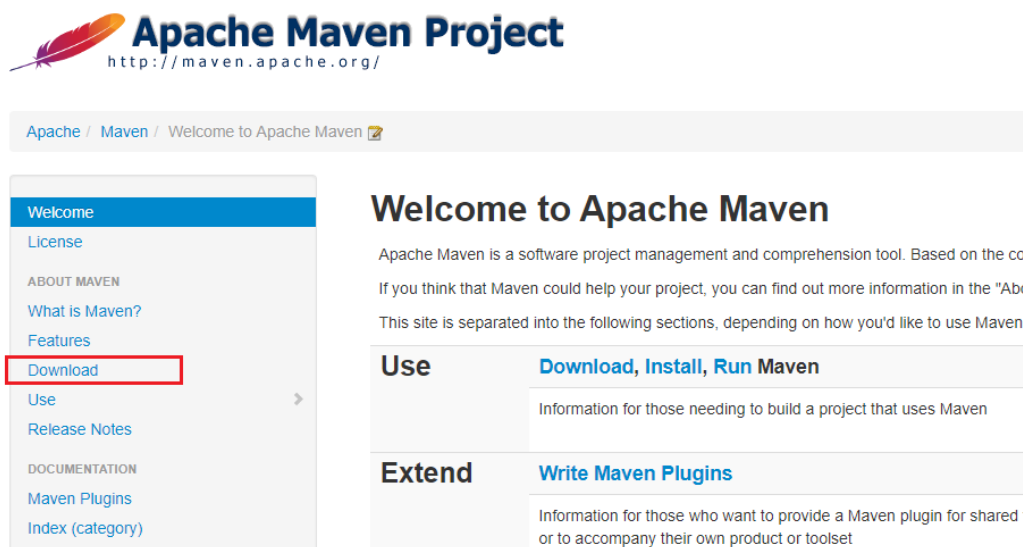 Apache Maven Project
http://maven.apache.org/
Apache / Maven / Welcome to Apache Maven
Welcome
License
ABOUT MAVEN
What is Maven?
Features
Download
Use
Release Notes
DOCUMENTATION
Maven Plugins
Index (category)
Welcome to Apache Maven
Apache Maven is a software project management and comprehension tool. Based on the
If you think that Maven could help your project, you can find out more information in the
This site is separated into the following sections, depending on how you'd like to use Maven
Use
Download, Install, Run Maven
Information for those needing to build a project that uses Maven
Extend
Write Maven Plugins
Information for those who want to provide a Maven plugin for shared
or to accompany their own product or toolset